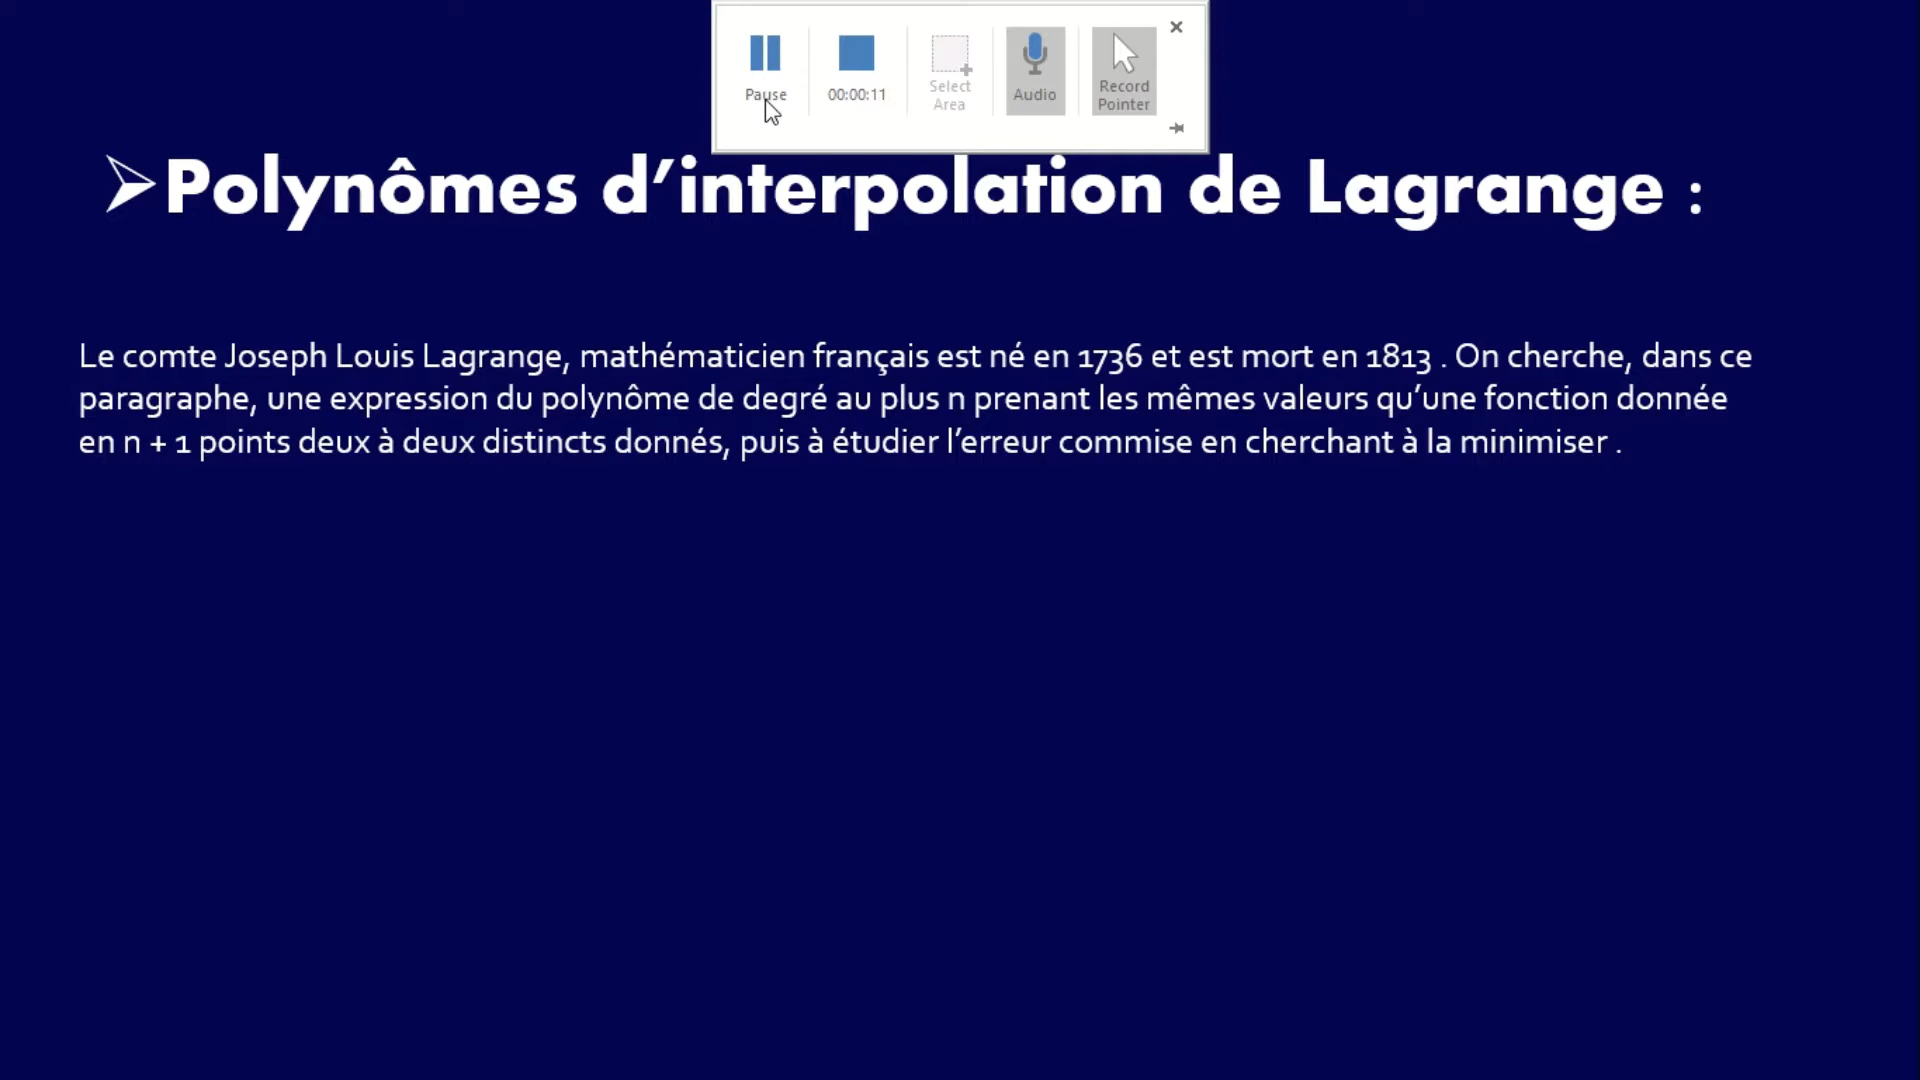 Pause
00:00:11
Select
Area
Audio
Record
Pointer
➢Polynômes d’interpolation de Lagrange :
Le comte Joseph Louis Lagrange, mathématicien français est né en 1736 et est mort en 1813 . On cherche, dans ce
paragraphe, une expression du polynôme de degré au plus n prenant les mêmes valeurs qu’une fonction donnée
en n + 1 points deux à deux distincts donnés, puis à étudier l’erreur commise en cherchant à la minimiser .